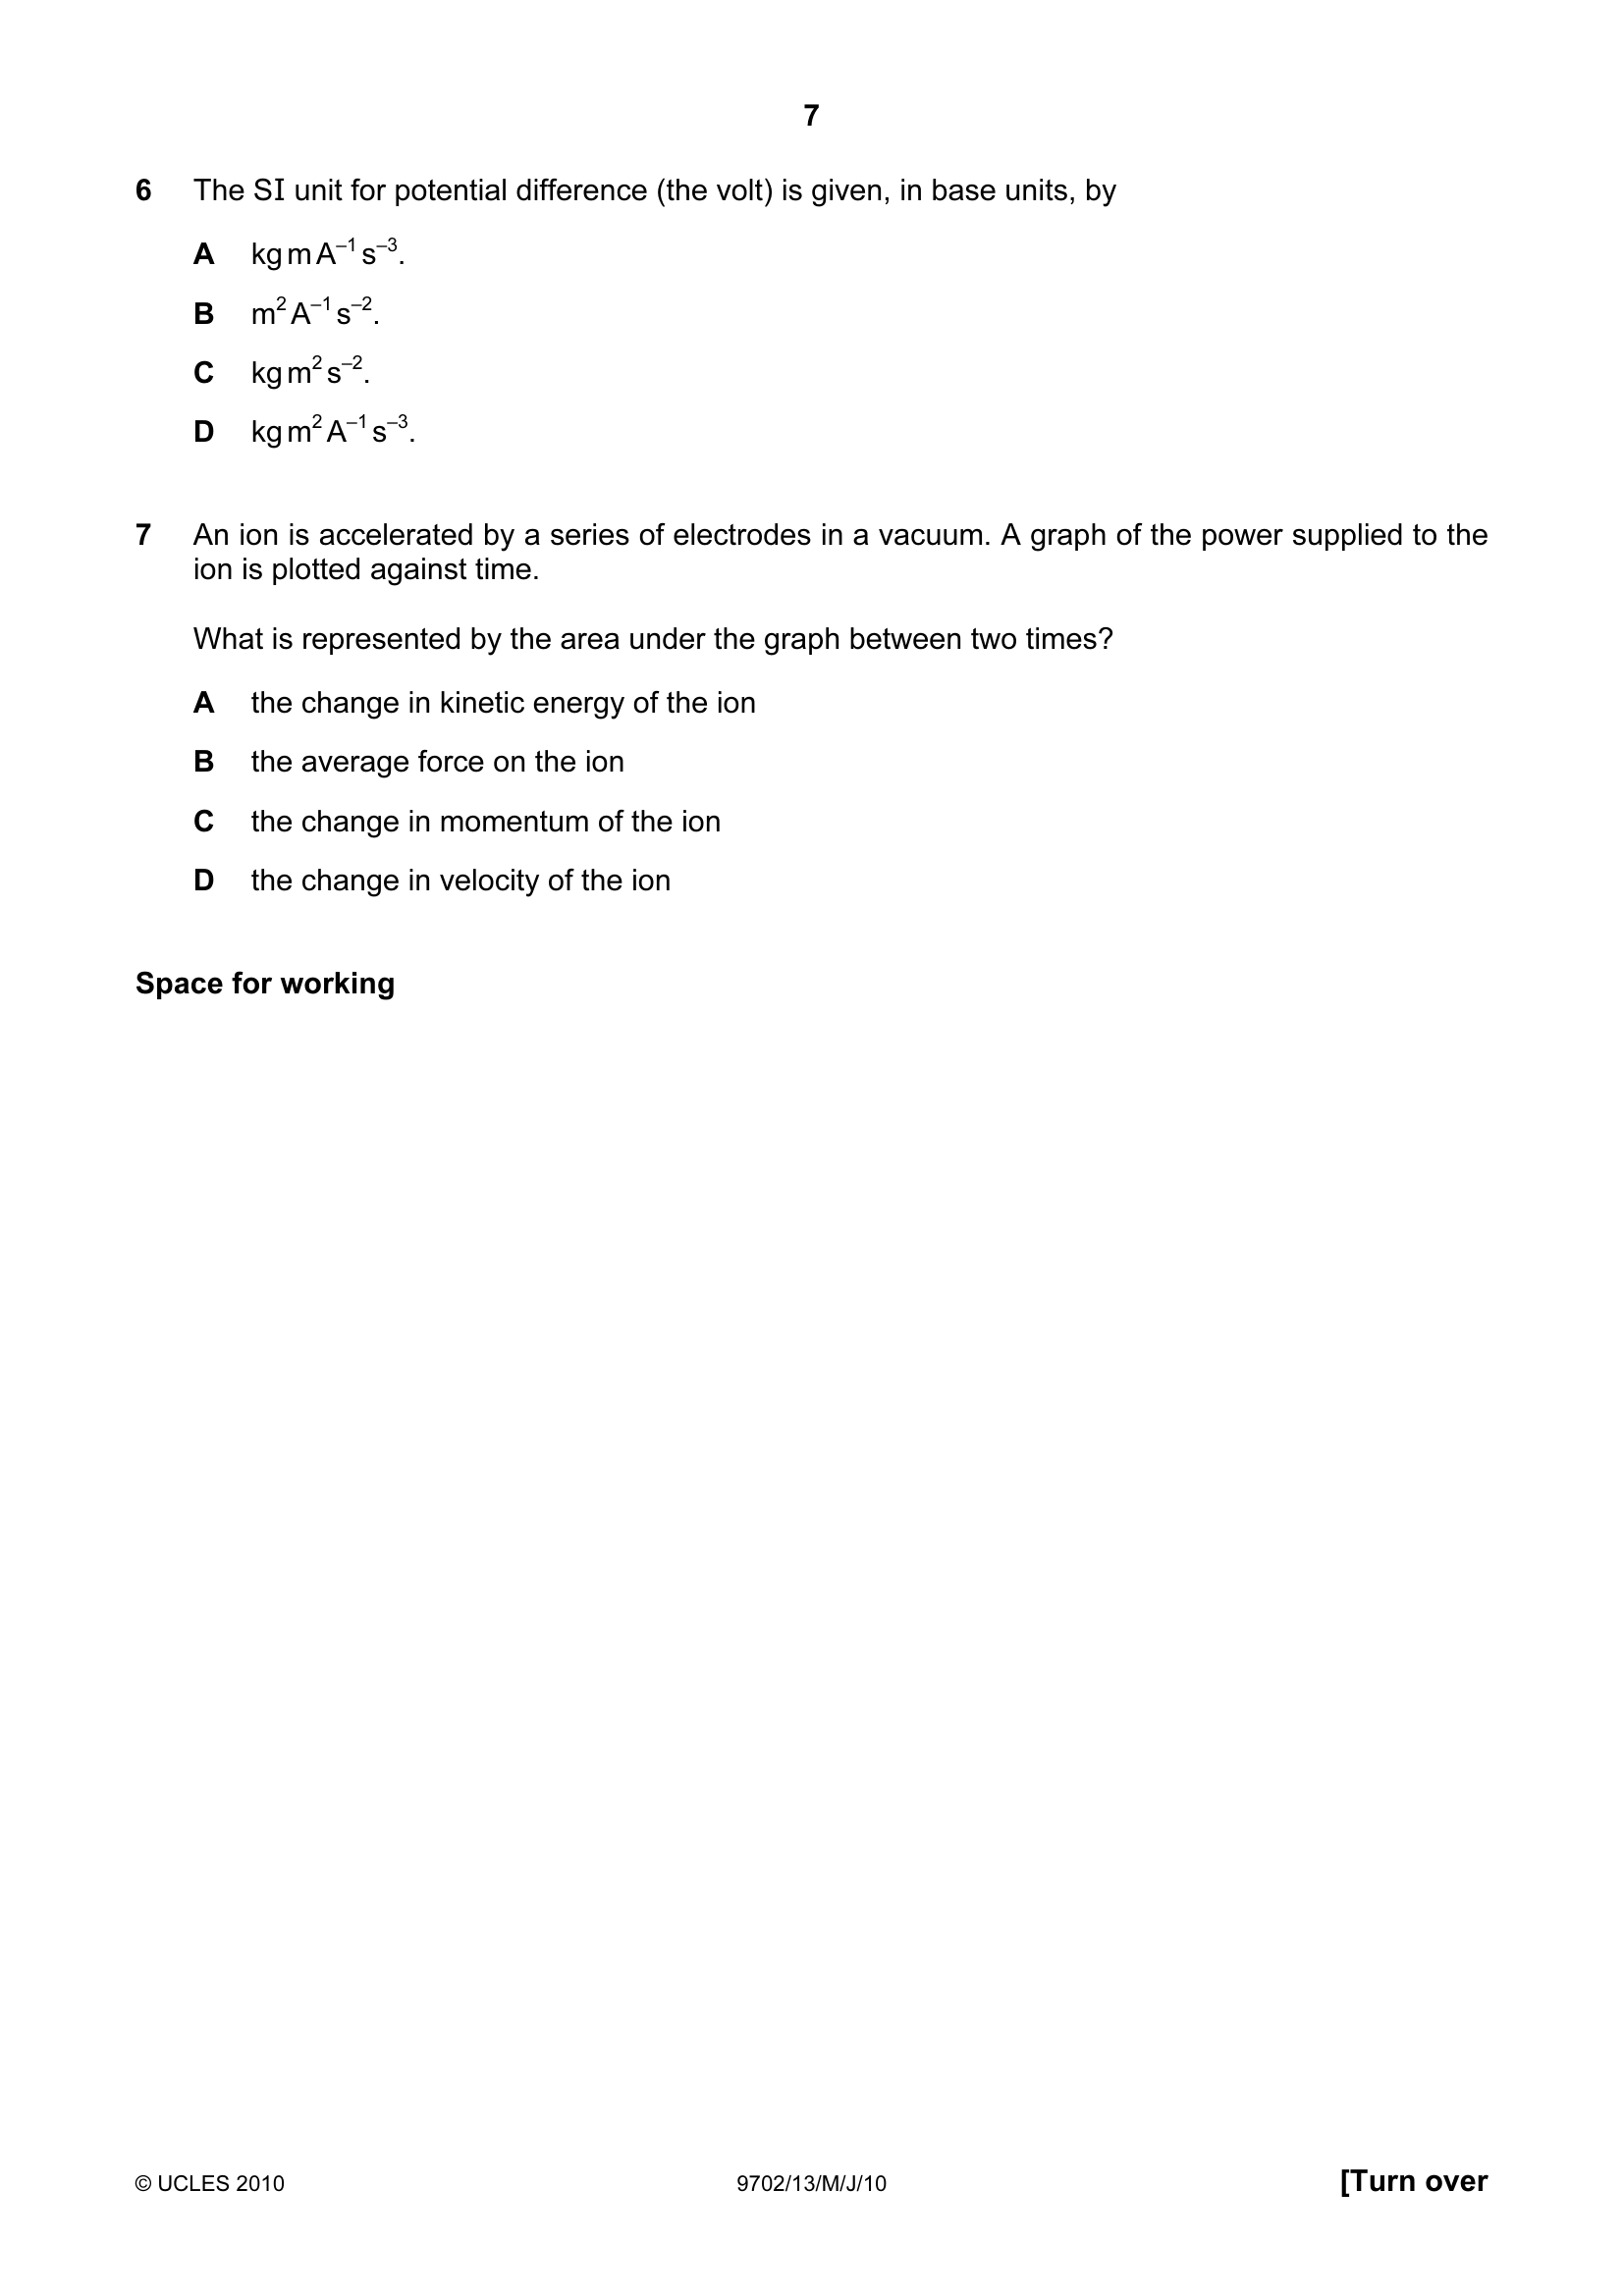 7
6 The SI unit for potential difference (the volt) is given, in base units, by
A kg m A⁻¹ s⁻³.
B m² A⁻¹ s⁻².
C kg m² s⁻².
D kg m² A⁻¹ s⁻³.
7 An ion is accelerated by a series of electrodes in a vacuum. A graph of the power supplied to the
ion is plotted against time.
What is represented by the area under the graph between two times?
A the change in kinetic energy of the ion
B the average force on the ion
C the change in momentum of the ion
D the change in velocity of the ion
Space for working
© UCLES 2010 9702/13/M/J/10 [Turn over